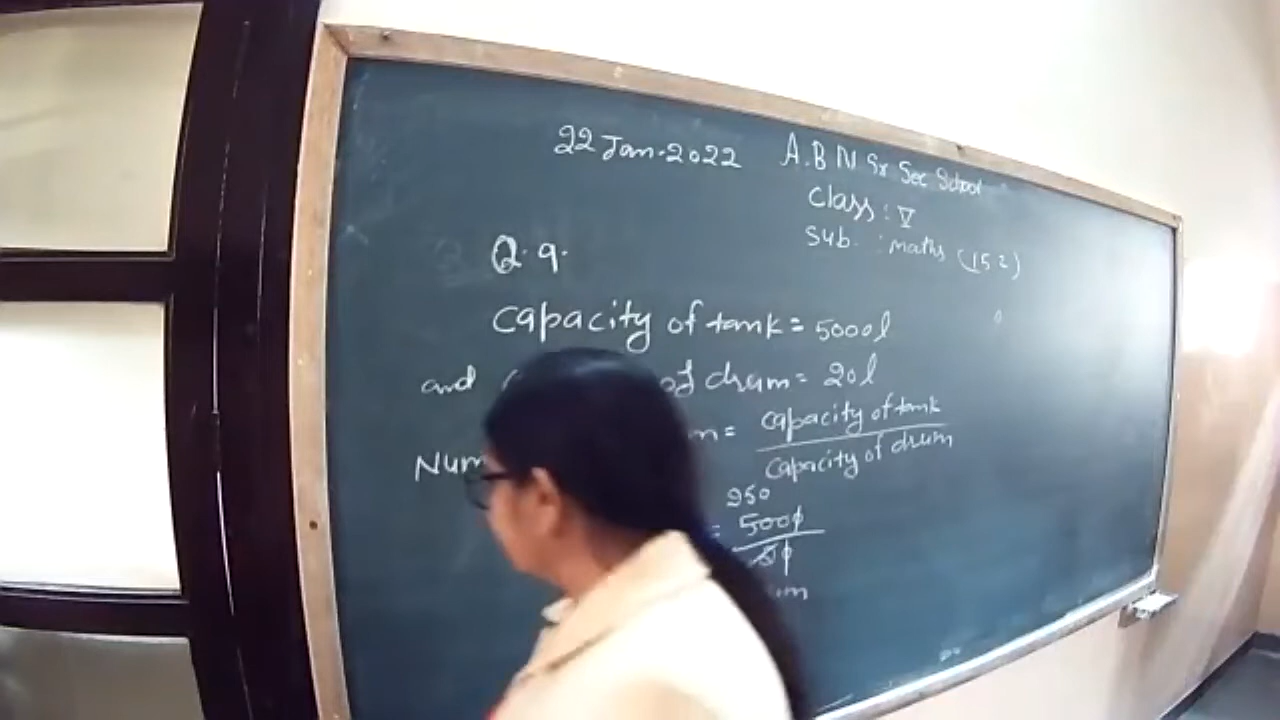 22 Jan-2022 A.B.N Sr Sec School
Class : V
Sub. : maths (152)
Q.9.
capacity of tank = 5000l
and of drum = 20l
= capacity of tank
capacity of drum
250
= 5000
20